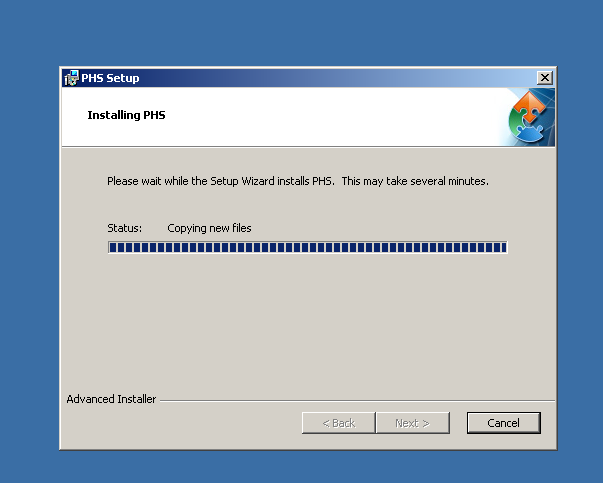 PHS Setup
Installing PHS
Please wait while the Setup Wizard installs PHS. This may take several minutes.
Status: Copying new files
Advanced Installer
< Back Next > Cancel